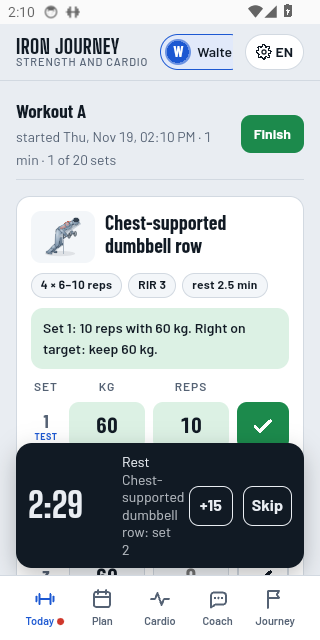 2:10
IRON JOURNEY
STRENGTH AND CARDIO
W Walte
EN
Workout A
started Thu, Nov 19, 02:10 PM · 1
min · 1 of 20 sets
Finish
Chest-supported
dumbbell row
4 × 6–10 reps
RIR 3
rest 2.5 min
Set 1: 10 reps with 60 kg. Right on
target: keep 60 kg.
SET KG REPS
1 60 10
TEST
2:29
Rest
Chest-
supported
dumbbell
row: set
2
+15
Skip
Today
Plan
Cardio
Coach
Journey